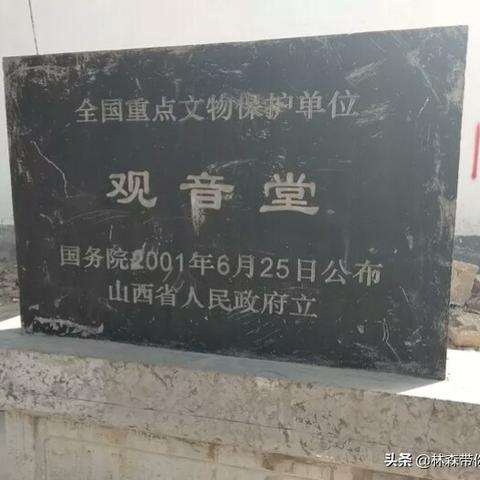 全国重点文物保护单位
观音堂
国务院2001年6月25日公布
山西省人民政府立
头条@林森带你